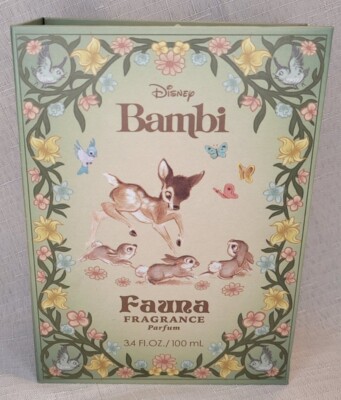 Disney
Bambi
Fauna
FRAGRANCE
Parfum
3.4 FL.OZ./100 mL